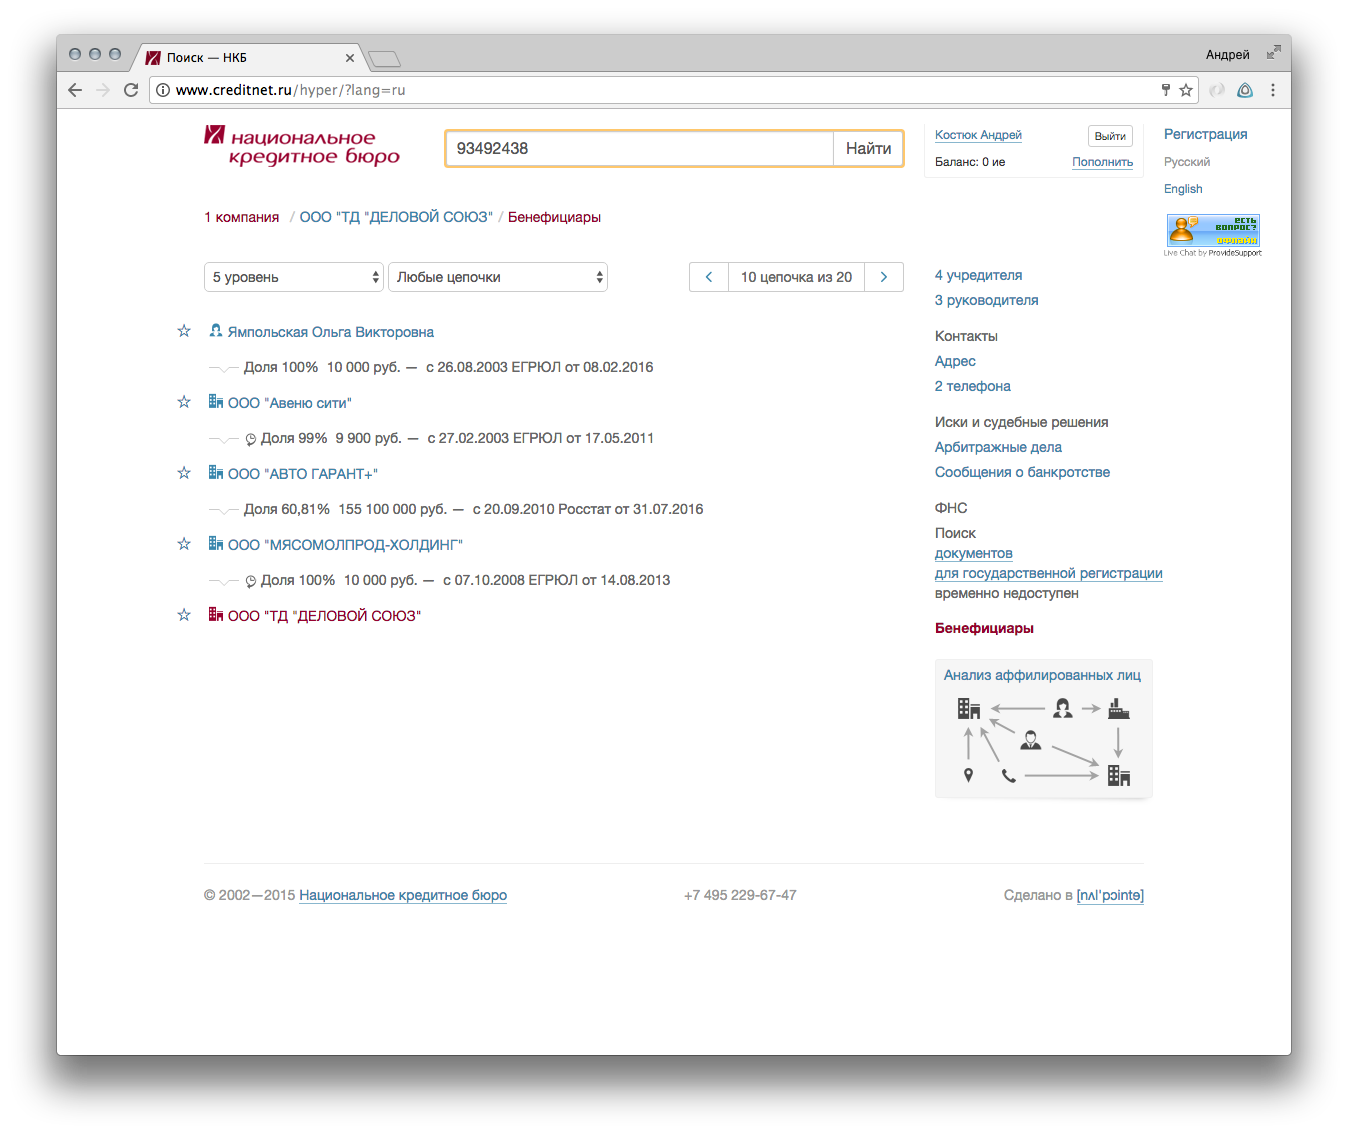 Поиск — НКБ
Андрей
www.creditnet.ru/hyper/?lang=ru
национальное
кредитное бюро
93492438
Найти
Костюк Андрей
Выйти
Баланс: 0 ие
Пополнить
Регистрация
Русский
English
есть
вопрос?
офлайн
Live Chat by ProvideSupport
1 компания / ООО "ТД "ДЕЛОВОЙ СОЮЗ" / Бенефициары
5 уровень
Любые цепочки
10 цепочка из 20
Ямпольская Ольга Викторовна
Доля 100% 10 000 руб. — с 26.08.2003 ЕГРЮЛ от 08.02.2016
ООО "Авеню сити"
Доля 99% 9 900 руб. — с 27.02.2003 ЕГРЮЛ от 17.05.2011
ООО "АВТО ГАРАНТ+"
Доля 60,81% 155 100 000 руб. — с 20.09.2010 Росстат от 31.07.2016
ООО "МЯСОМОЛПРОД-ХОЛДИНГ"
Доля 100% 10 000 руб. — с 07.10.2008 ЕГРЮЛ от 14.08.2013
ООО "ТД "ДЕЛОВОЙ СОЮЗ"
4 учредителя
3 руководителя
Контакты
Адрес
2 телефона
Иски и судебные решения
Арбитражные дела
Сообщения о банкротстве
ФНС
Поиск
документов
для государственной регистрации
временно недоступен
Бенефициары
Анализ аффилированных лиц
© 2002—2015 Национальное кредитное бюро
+7 495 229-67-47
Сделано в [пʌlˈpɔintɘ]